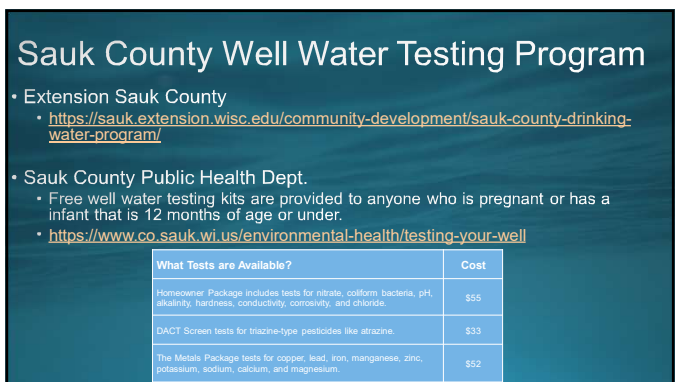 Sauk County Well Water Testing Program
• Extension Sauk County
• https://sauk.extension.wisc.edu/community-development/sauk-county-drinking-
water-program/
• Sauk County Public Health Dept.
• Free well water testing kits are provided to anyone who is pregnant or has a
infant that is 12 months of age or under.
• https://www.co.sauk.wi.us/environmental-health/testing-your-well
What Tests are Available? Cost
Homeowner Package includes tests for nitrate, coliform bacteria, pH,
alkalinity, hardness, conductivity, corrosivity, and chloride. $55
DACT Screen tests for triazine-type pesticides like atrazine. $33
The Metals Package tests for copper, lead, iron, manganese, zinc,
potassium, sodium, calcium, and magnesium. $52